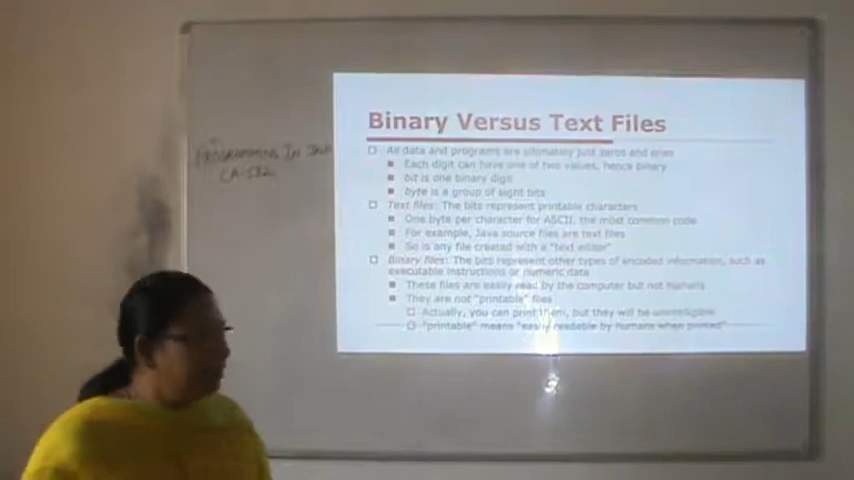 Binary Versus Text Files
All data and programs are ultimately just zeros and ones
Each digit can have one of two values, hence binary
bit is one binary digit
byte is a group of eight bits
Text files: The bits represent printable characters
One byte per character for ASCII, the most common code
For example, Java source files are text files
So is any file created with a "text editor"
Binary files: The bits represent other types of encoded information, such as
executable instructions or numeric data
These files are easily read by the computer but not humans
They are not "printable" files
Actually, you can print them, but they will be unintelligible
"printable" means "easily readable by humans when printed"
PROGRAMMING IN JAVA
CA-532